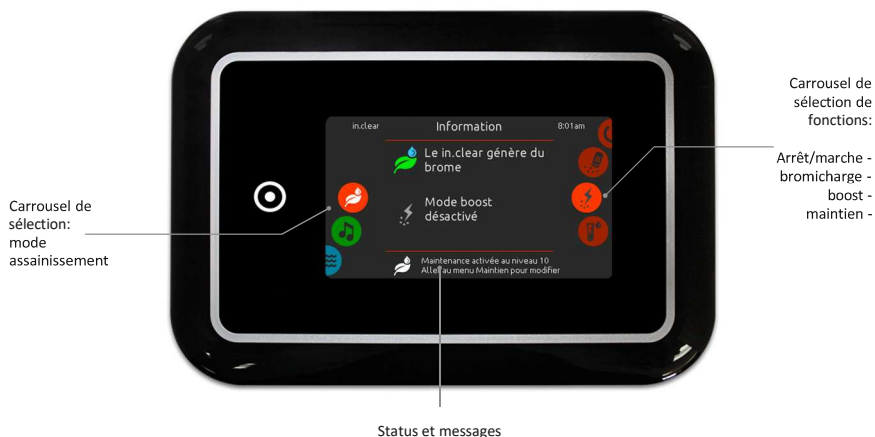 in.clear
Information
8:01am
Le in.clear génère du
brome
Mode boost
désactivé
Maintenance activée au niveau 10
Aller au menu Maintien pour modifier
Carrousel de
sélection:
mode
assainissement
Carrousel de
sélection de
fonctions:
Arrêt/marche -
bromicharge -
boost -
maintien -
Status et messages